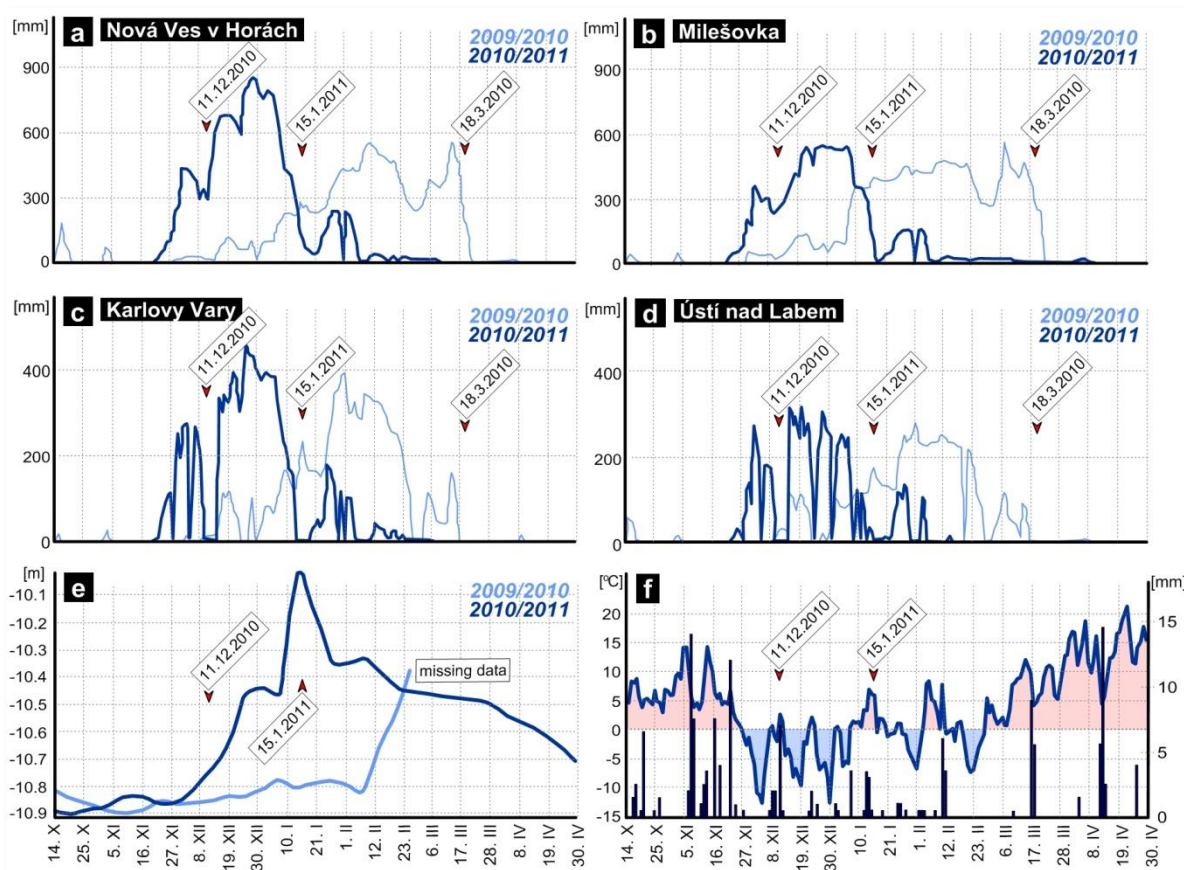 [mm]
a Nová Ves v Horách
2009/2010
2010/2011
900
600
300
0
11.12.2010
15.1.2011
18.3.2010
[mm]
b Milešovka
2009/2010
2010/2011
900
600
300
0
11.12.2010
15.1.2011
18.3.2010
[mm]
c Karlovy Vary
2009/2010
2010/2011
400
200
0
11.12.2010
15.1.2011
18.3.2010
[mm]
d Ústí nad Labem
2009/2010
2010/2011
400
200
0
11.12.2010
15.1.2011
18.3.2010
[m]
e
2009/2010
2010/2011
-10.1
-10.2
-10.3
-10.4
-10.5
-10.6
-10.7
-10.8
-10.9
11.12.2010
15.1.2011
missing data
14. X
25. X
5. XI
16. XI
27. XI
8. XII
19. XII
30. XII
10. I
21. I
1. II
12. II
23. II
6. III
17. III
28. III
8. IV
19. IV
30. IV
[°C]
f
[mm]
20
15
10
5
0
-5
-10
-15
15
10
5
0
11.12.2010
15.1.2011
14. X
25. X
5. XI
16. XI
27. XI
8. XII
19. XII
30. XII
10. I
21. I
1. II
12. II
23. II
6. III
17. III
28. III
8. IV
19. IV
30. IV